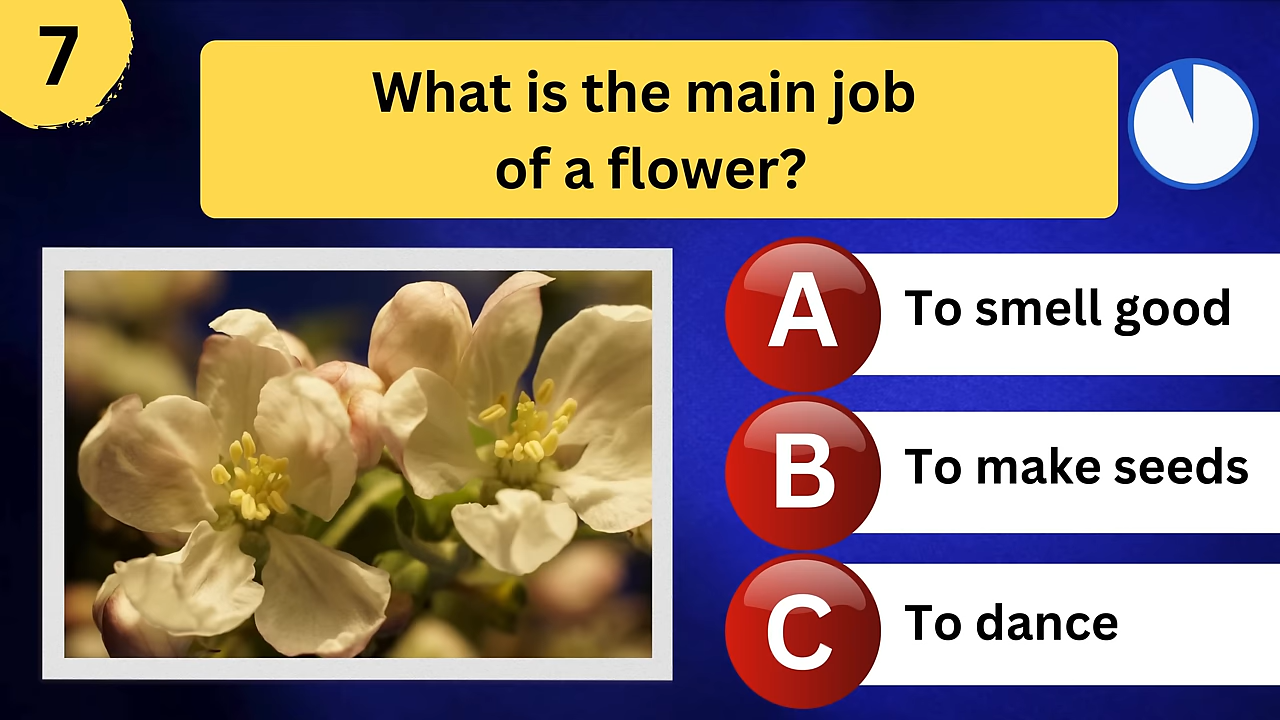 7
What is the main job
of a flower?
A To smell good
B To make seeds
C To dance